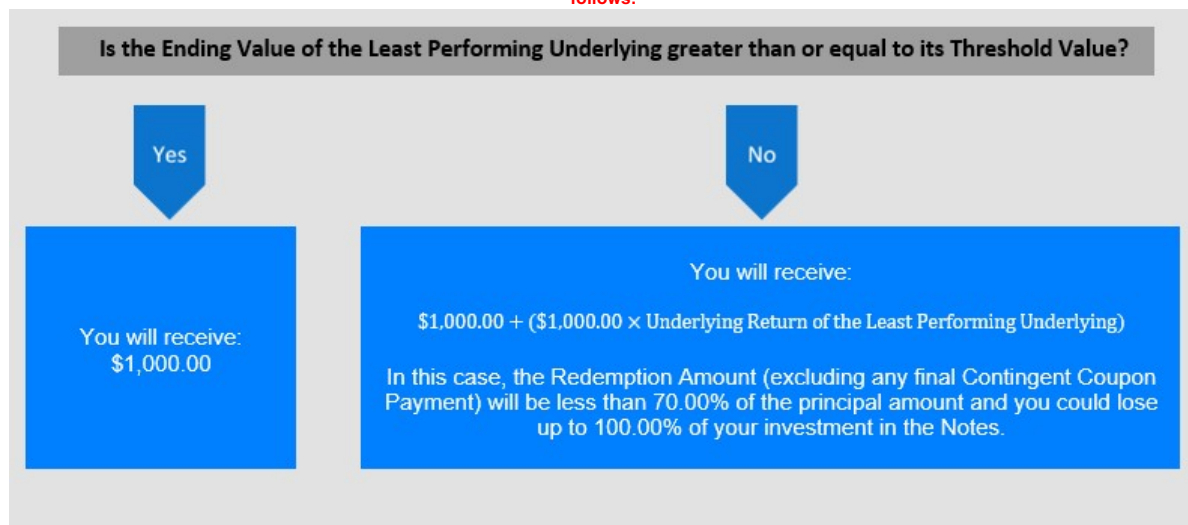 follows:
Is the Ending Value of the Least Performing Underlying greater than or equal to its Threshold Value?
Yes
No
You will receive:
$1,000.00
You will receive:
$1,000.00 + ($1,000.00 × Underlying Return of the Least Performing Underlying)
In this case, the Redemption Amount (excluding any final Contingent Coupon
Payment) will be less than 70.00% of the principal amount and you could lose
up to 100.00% of your investment in the Notes.